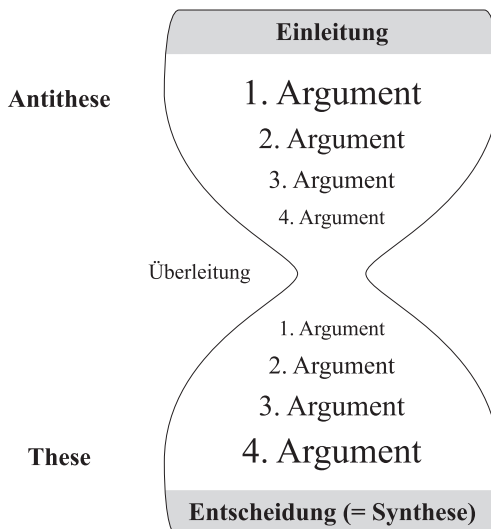 Einleitung
Antithese
1. Argument
2. Argument
3. Argument
4. Argument
Überleitung
1. Argument
2. Argument
3. Argument
4. Argument
These
Entscheidung (= Synthese)